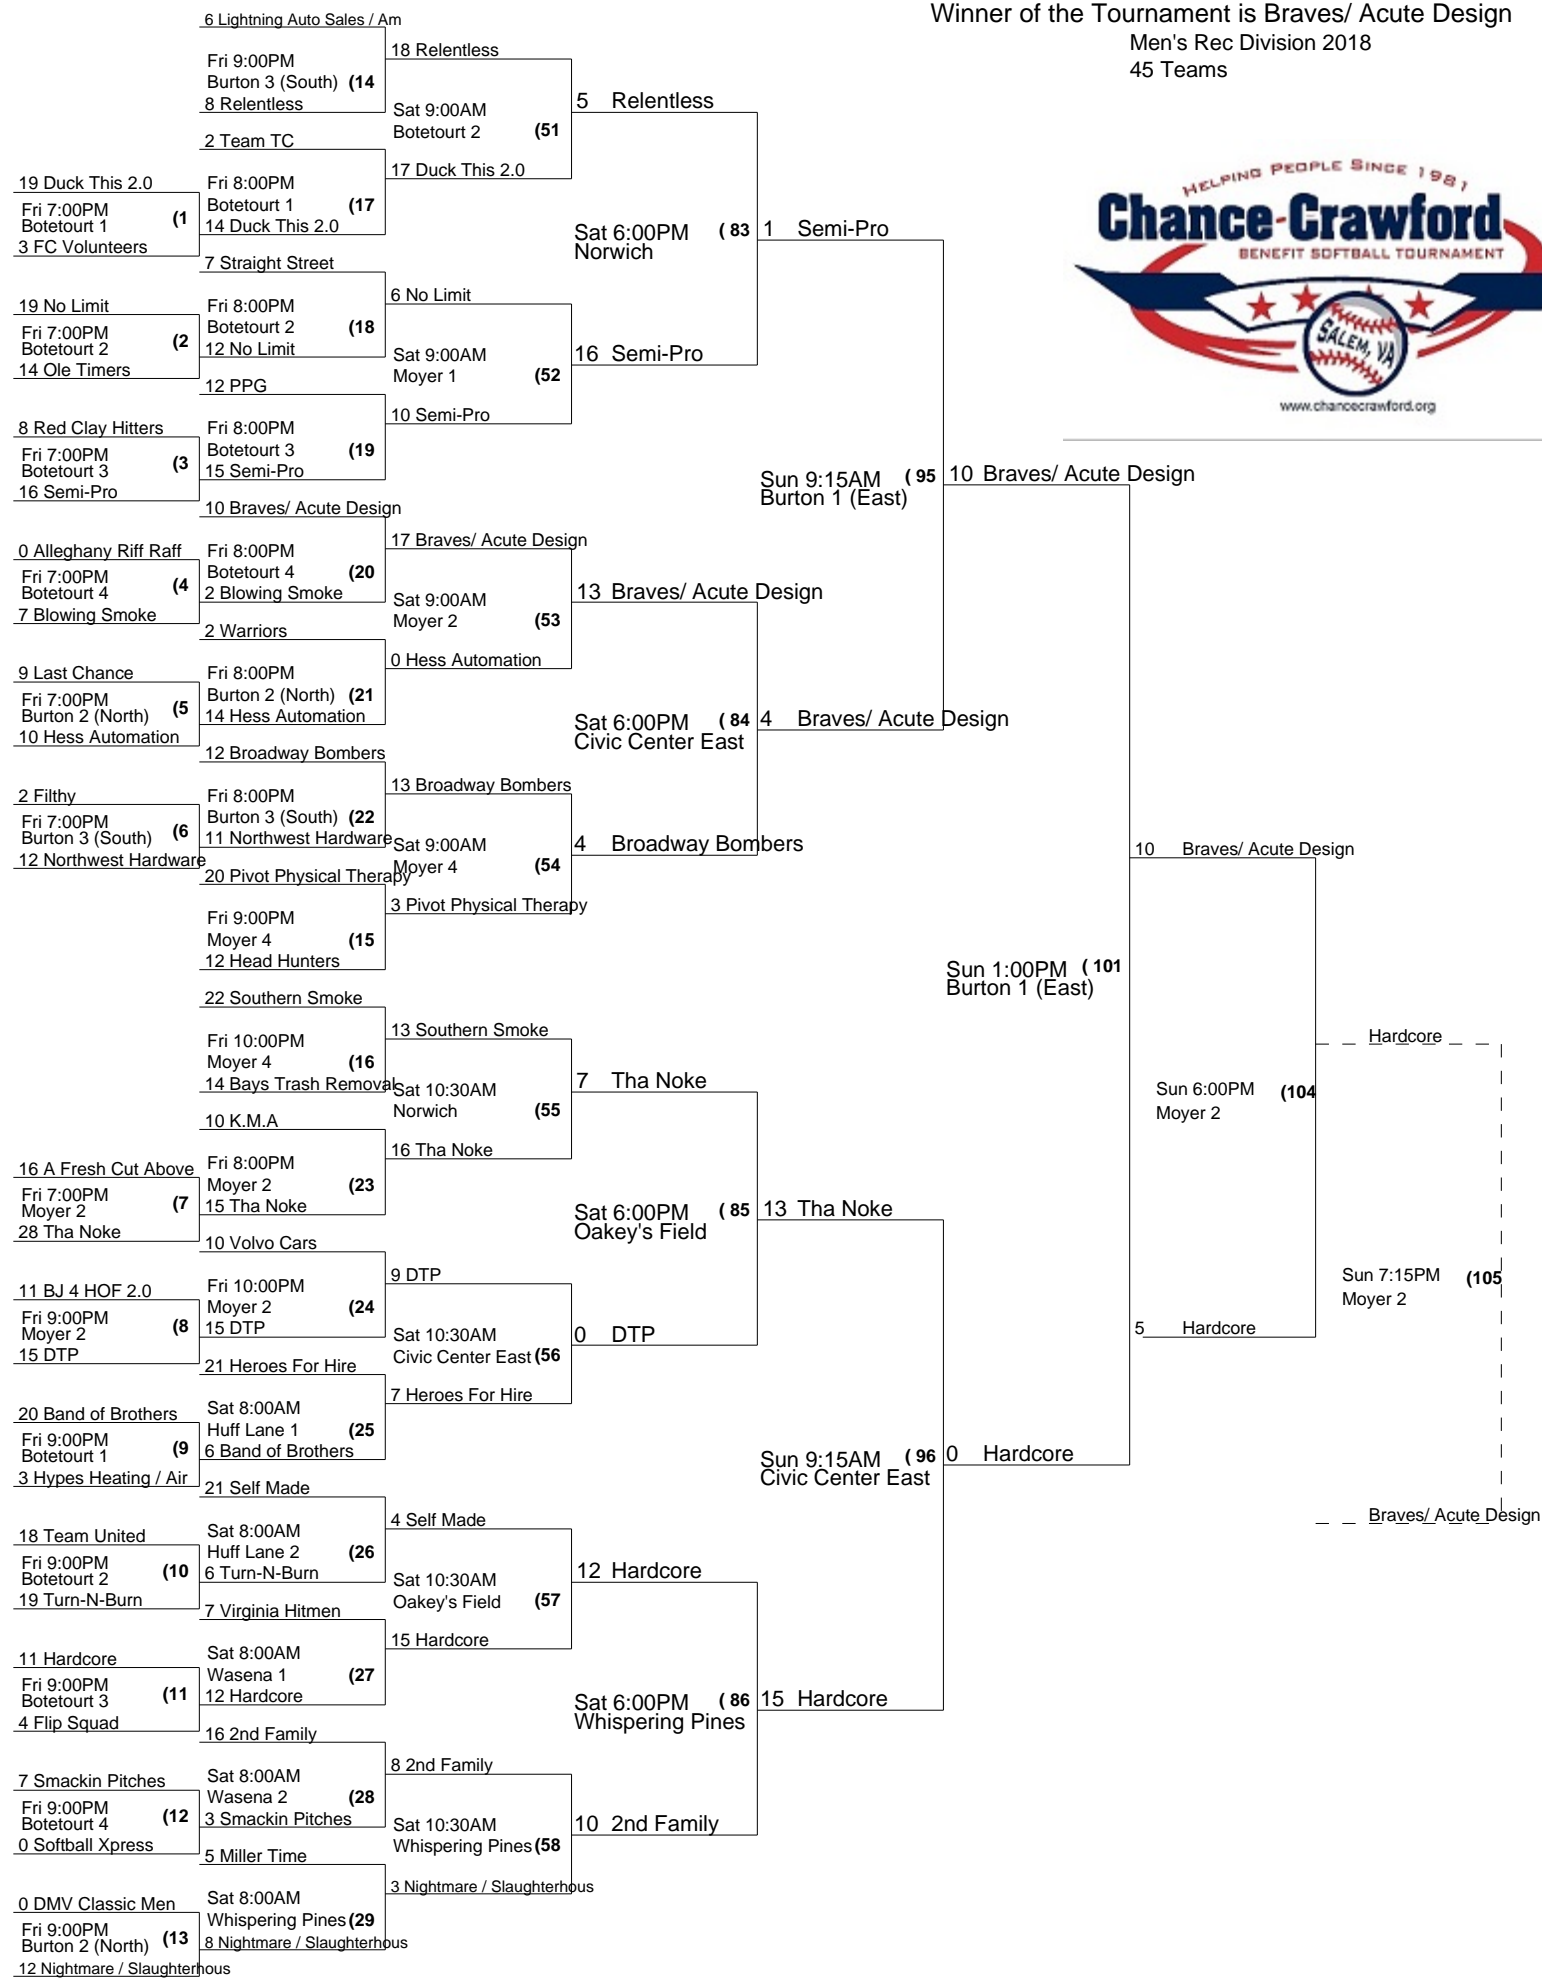 Winner of the Tournament is Braves/ Acute Design
Men's Rec Division 2018
45 Teams
HELPING PEOPLE SINCE 1981
Chance-Crawford
BENEFIT SOFTBALL TOURNAMENT
SALEM, VA
www.chancecrawford.org
19 Duck This 2.0
Fri 7:00PM
Botetourt 1 (1
3 FC Volunteers
19 No Limit
Fri 7:00PM
Botetourt 2 (2
14 Ole Timers
8 Red Clay Hitters
Fri 7:00PM
Botetourt 3 (3
16 Semi-Pro
0 Alleghany Riff Raff
Fri 7:00PM
Botetourt 4 (4
7 Blowing Smoke
9 Last Chance
Fri 7:00PM
Burton 2 (North) (5
10 Hess Automation
2 Filthy
Fri 7:00PM
Burton 3 (South) (6
12 Northwest Hardware
16 A Fresh Cut Above
Fri 7:00PM
Moyer 2 (7
28 Tha Noke
11 BJ 4 HOF 2.0
Fri 9:00PM
Moyer 2 (8
15 DTP
20 Band of Brothers
Fri 9:00PM
Botetourt 1 (9
3 Hypes Heating / Air
18 Team United
Fri 9:00PM
Botetourt 2 (10
19 Turn-N-Burn
11 Hardcore
Fri 9:00PM
Botetourt 3 (11
4 Flip Squad
7 Smackin Pitches
Fri 9:00PM
Botetourt 4 (12
0 Softball Xpress
0 DMV Classic Men
Fri 9:00PM
Burton 2 (North) (13
12 Nightmare / Slaughterhous
6 Lightning Auto Sales / Am
Fri 9:00PM
Burton 3 (South) (14
8 Relentless
2 Team TC
Fri 8:00PM
Botetourt 1 (17
14 Duck This 2.0
7 Straight Street
Fri 8:00PM
Botetourt 2 (18
12 No Limit
12 PPG
Fri 8:00PM
Botetourt 3 (19
15 Semi-Pro
10 Braves/ Acute Design
Fri 8:00PM
Botetourt 4 (20
2 Blowing Smoke
2 Warriors
Fri 8:00PM
Burton 2 (North) (21
14 Hess Automation
12 Broadway Bombers
Fri 8:00PM
Burton 3 (South) (22
11 Northwest Hardware
20 Pivot Physical Therapy
Fri 9:00PM
Moyer 4 (15
12 Head Hunters
22 Southern Smoke
Fri 10:00PM
Moyer 4 (16
14 Bays Trash Removal
10 K.M.A
Fri 8:00PM
Moyer 2 (23
15 Tha Noke
10 Volvo Cars
Fri 10:00PM
Moyer 2 (24
15 DTP
21 Heroes For Hire
Sat 8:00AM
Huff Lane 1 (25
6 Band of Brothers
21 Self Made
Sat 8:00AM
Huff Lane 2 (26
6 Turn-N-Burn
7 Virginia Hitmen
Sat 8:00AM
Wasena 1 (27
12 Hardcore
16 2nd Family
Sat 8:00AM
Wasena 2 (28
3 Smackin Pitches
5 Miller Time
Sat 8:00AM
Whispering Pines (29
8 Nightmare / Slaughterhous
18 Relentless
Sat 9:00AM
Botetourt 2 (51
17 Duck This 2.0
6 No Limit
Sat 9:00AM
Moyer 1 (52
10 Semi-Pro
17 Braves/ Acute Design
Sat 9:00AM
Moyer 2 (53
0 Hess Automation
13 Broadway Bombers
Sat 9:00AM
Moyer 4 (54
3 Pivot Physical Therapy
13 Southern Smoke
Sat 10:30AM
Norwich (55
16 Tha Noke
9 DTP
Sat 10:30AM
Civic Center East (56
7 Heroes For Hire
4 Self Made
Sat 10:30AM
Oakey's Field (57
15 Hardcore
8 2nd Family
Sat 10:30AM
Whispering Pines (58
3 Nightmare / Slaughterhous
5 Relentless
Sat 6:00PM ( 83
Norwich
16 Semi-Pro
13 Braves/ Acute Design
Sat 6:00PM ( 84
Civic Center East
4 Broadway Bombers
7 Tha Noke
Sat 6:00PM ( 85
Oakey's Field
0 DTP
12 Hardcore
Sat 6:00PM ( 86
Whispering Pines
10 2nd Family
1 Semi-Pro
Sun 9:15AM ( 95
Burton 1 (East)
4 Braves/ Acute Design
13 Tha Noke
Sun 9:15AM ( 96
Civic Center East
15 Hardcore
10 Braves/ Acute Design
Sun 1:00PM ( 101
Burton 1 (East)
0 Hardcore
10 Braves/ Acute Design
Sun 6:00PM (104
Moyer 2
5 Hardcore
Hardcore
Sun 7:15PM (105
Moyer 2
Braves/ Acute Design